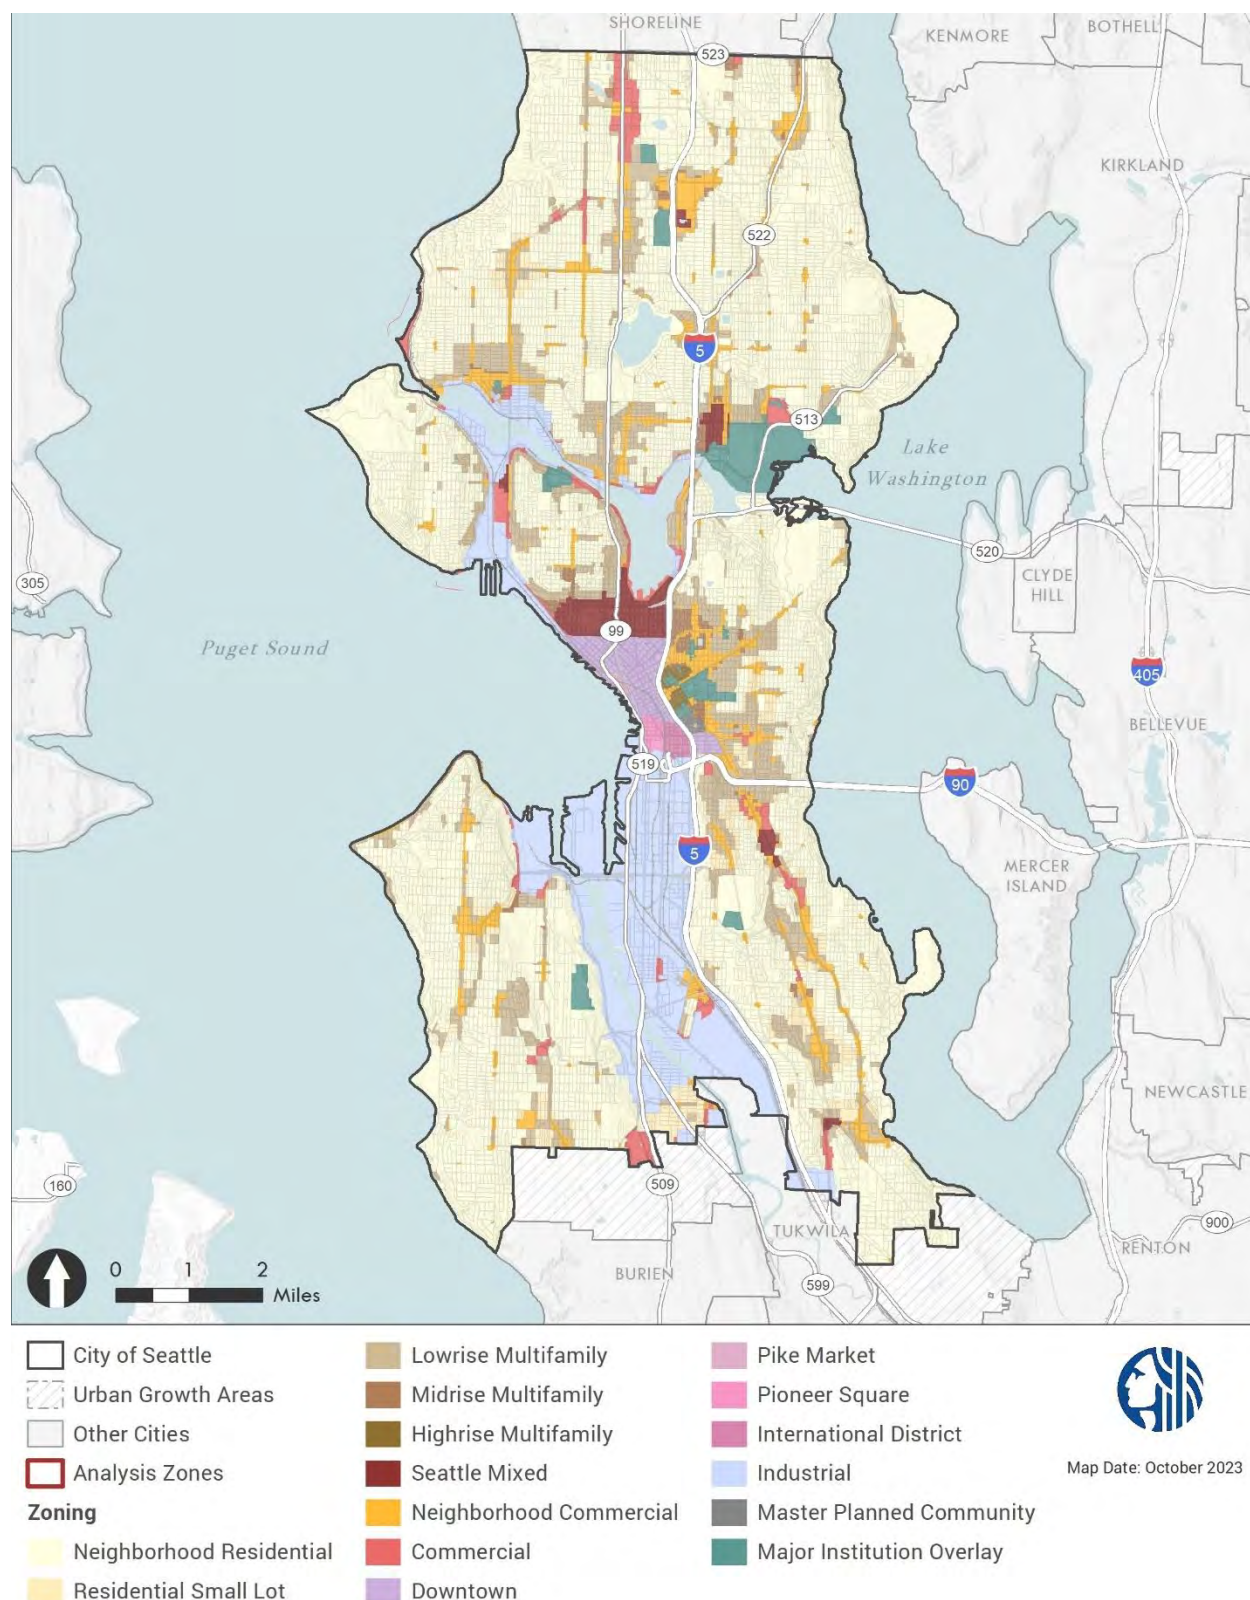 SHORELINE
KENMORE
BOTHELL
523
KIRKLAND
522
5
513
Lake
Washington
520
305
CLYDE
HILL
99
Puget Sound
405
BELLEVUE
519
90
5
MERCER
ISLAND
NEWCASTLE
160
509
900
TUKWILA
RENTON
BURIEN
599
0 1 2
Miles
City of Seattle
Urban Growth Areas
Other Cities
Analysis Zones
Zoning
Neighborhood Residential
Residential Small Lot
Lowrise Multifamily
Midrise Multifamily
Highrise Multifamily
Seattle Mixed
Neighborhood Commercial
Commercial
Downtown
Pike Market
Pioneer Square
International District
Industrial
Master Planned Community
Major Institution Overlay
Map Date: October 2023